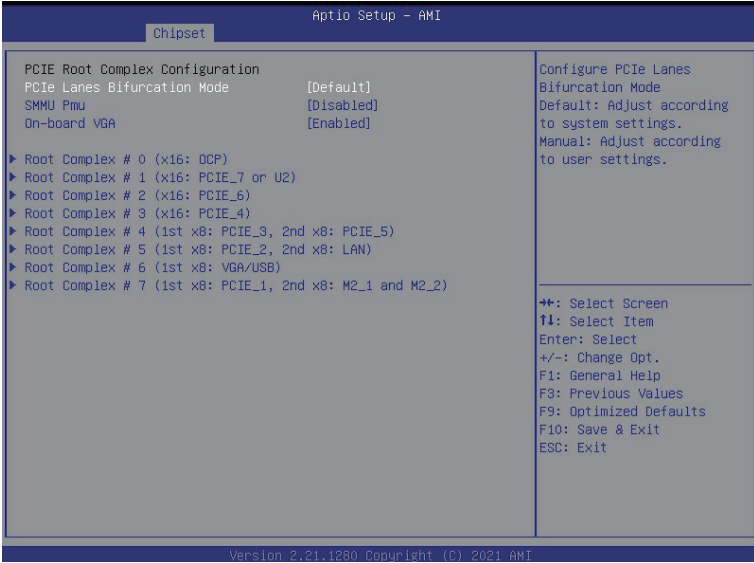 Aptio Setup - AMI
Chipset
PCIE Root Complex Configuration
PCIe Lanes Bifurcation Mode [Default]
SMMU Pmu [Disabled]
On-board VGA [Enabled]
▶ Root Complex # 0 (x16: OCP)
▶ Root Complex # 1 (x16: PCIE_7 or U2)
▶ Root Complex # 2 (x16: PCIE_6)
▶ Root Complex # 3 (x16: PCIE_4)
▶ Root Complex # 4 (1st x8: PCIE_3, 2nd x8: PCIE_5)
▶ Root Complex # 5 (1st x8: PCIE_2, 2nd x8: LAN)
▶ Root Complex # 6 (1st x8: VGA/USB)
▶ Root Complex # 7 (1st x8: PCIE_1, 2nd x8: M2_1 and M2_2)
Configure PCIe Lanes
Bifurcation Mode
Default: Adjust according
to system settings.
Manual: Adjust according
to user settings.
→←: Select Screen
↑↓: Select Item
Enter: Select
+/-: Change Opt.
F1: General Help
F3: Previous Values
F9: Optimized Defaults
F10: Save & Exit
ESC: Exit
Version 2.21.1280 Copyright (C) 2021 AMI